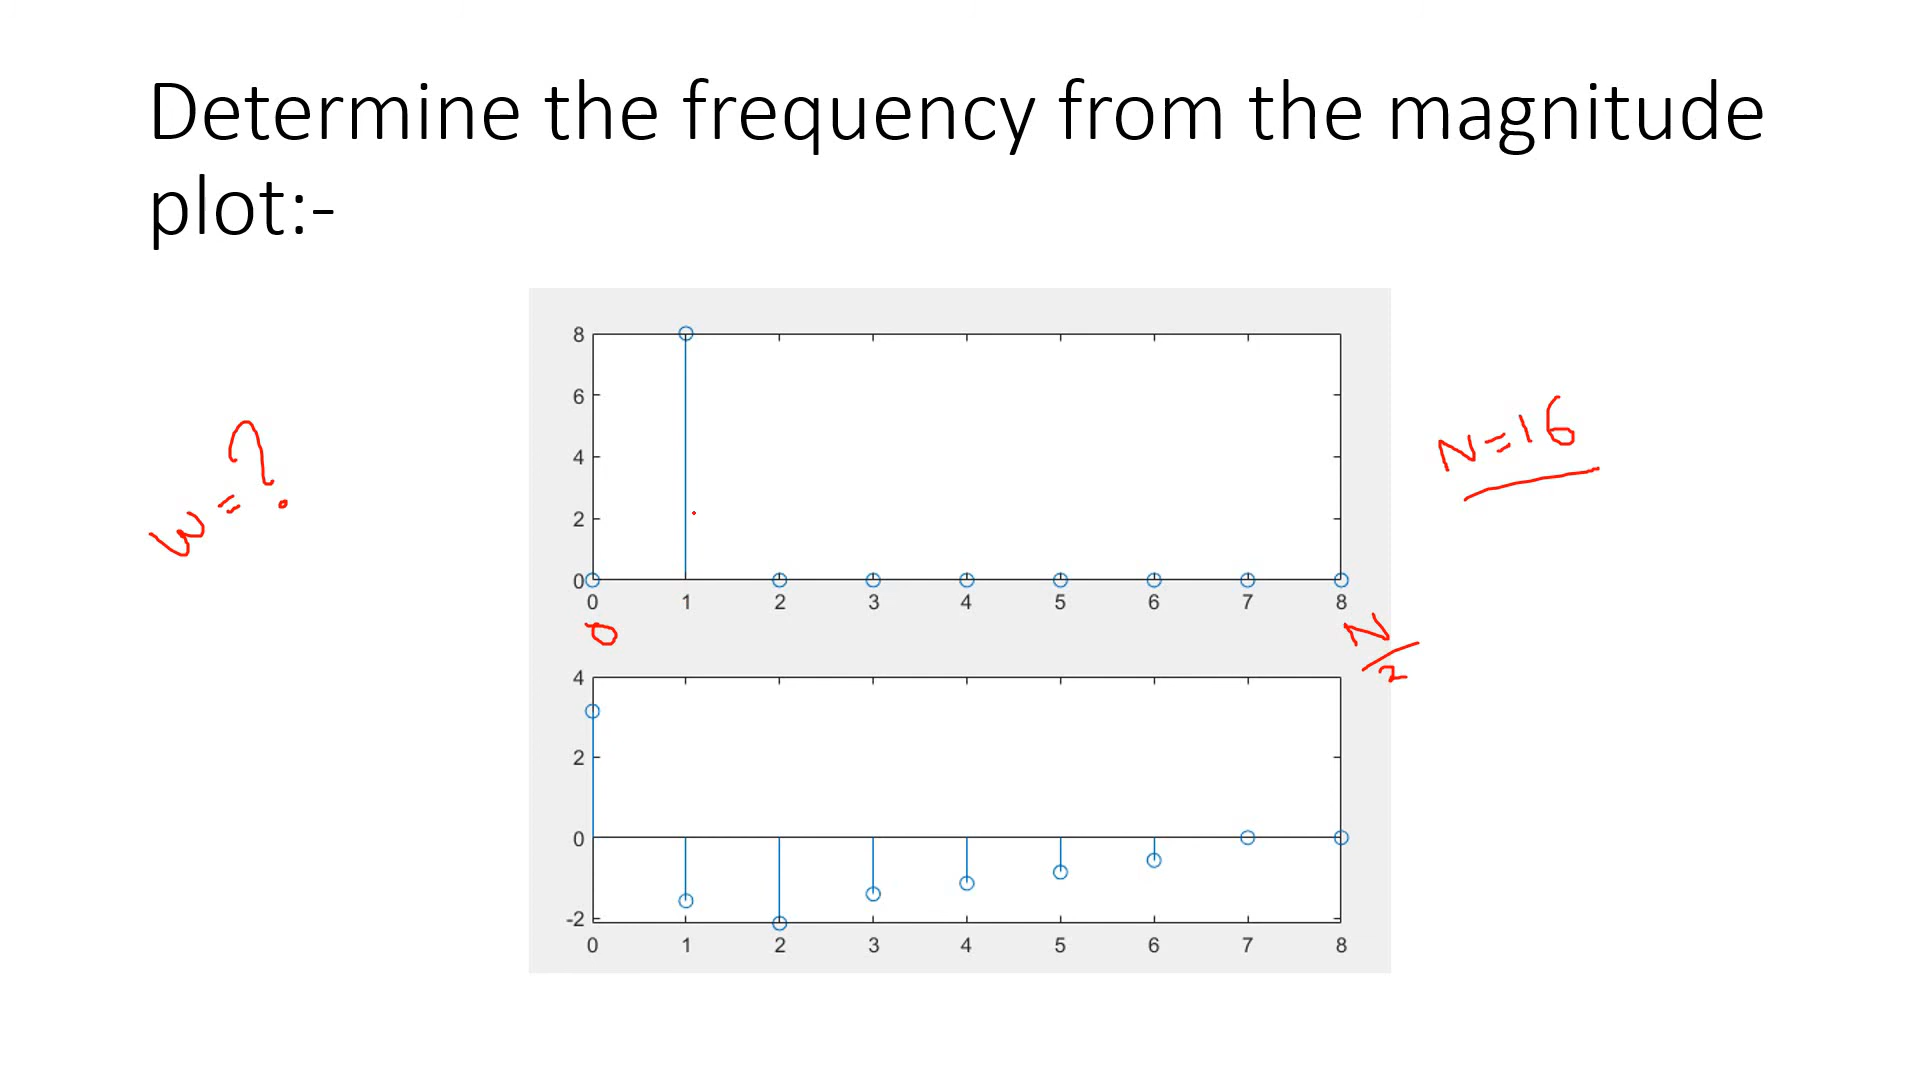 Determine the frequency from the magnitude
plot:-
8
6
4
2
0
0 1 2 3 4 5 6 7 8
0
N/2
w=?
N=16
4
2
0
-2
0 1 2 3 4 5 6 7 8